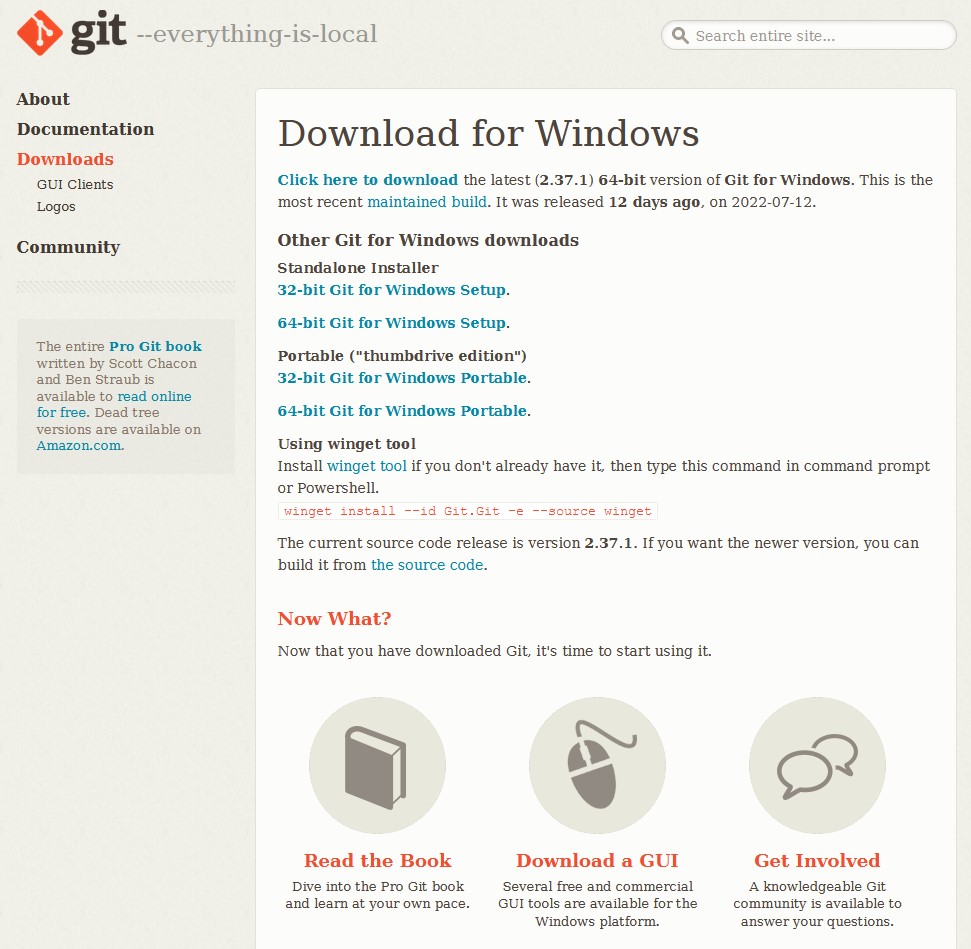 git --everything-is-local
Search entire site...
About
Documentation
Downloads
GUI Clients
Logos
Community
The entire Pro Git book
written by Scott Chacon
and Ben Straub is
available to read online
for free. Dead tree
versions are available on
Amazon.com.
Download for Windows
Click here to download the latest (2.37.1) 64-bit version of Git for Windows. This is the
most recent maintained build. It was released 12 days ago, on 2022-07-12.
Other Git for Windows downloads
Standalone Installer
32-bit Git for Windows Setup.
64-bit Git for Windows Setup.
Portable ("thumbdrive edition")
32-bit Git for Windows Portable.
64-bit Git for Windows Portable.
Using winget tool
Install winget tool if you don't already have it, then type this command in command prompt
or Powershell.
winget install --id Git.Git -e --source winget
The current source code release is version 2.37.1. If you want the newer version, you can
build it from the source code.
Now What?
Now that you have downloaded Git, it's time to start using it.
Read the Book
Dive into the Pro Git book
and learn at your own pace.
Download a GUI
Several free and commercial
GUI tools are available for the
Windows platform.
Get Involved
A knowledgeable Git
community is available to
answer your questions.